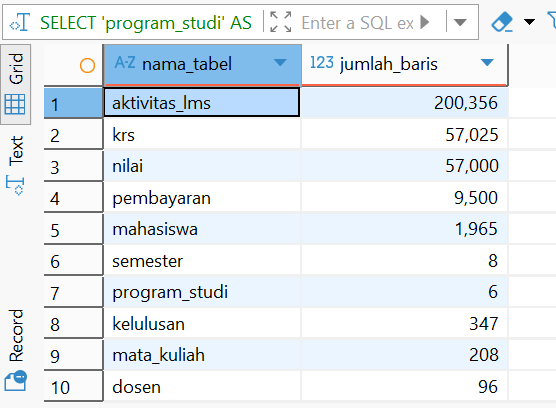 SELECT 'program_studi' AS
Enter a SQL ex
Grid
Text
Record
A-Z nama_tabel 123 jumlah_baris
1 aktivitas_lms 200,356
2 krs 57,025
3 nilai 57,000
4 pembayaran 9,500
5 mahasiswa 1,965
6 semester 8
7 program_studi 6
8 kelulusan 347
9 mata_kuliah 208
10 dosen 96